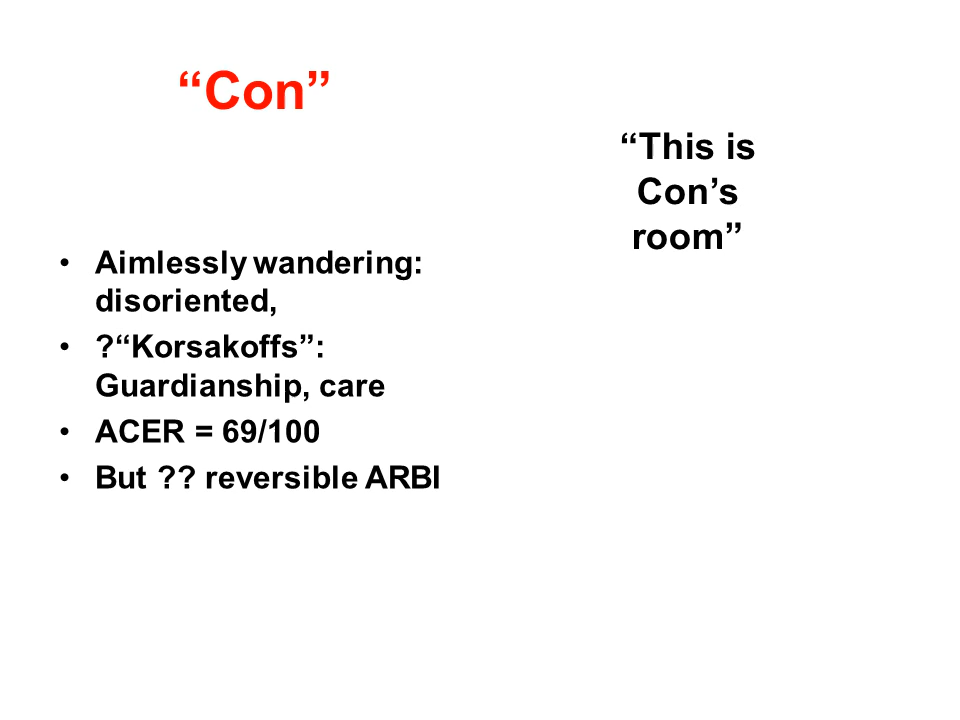 “Con”
“This is
Con’s
room”
• Aimlessly wandering:
disoriented,
• ?“Korsakoffs”:
Guardianship, care
• ACER = 69/100
• But ?? reversible ARBI